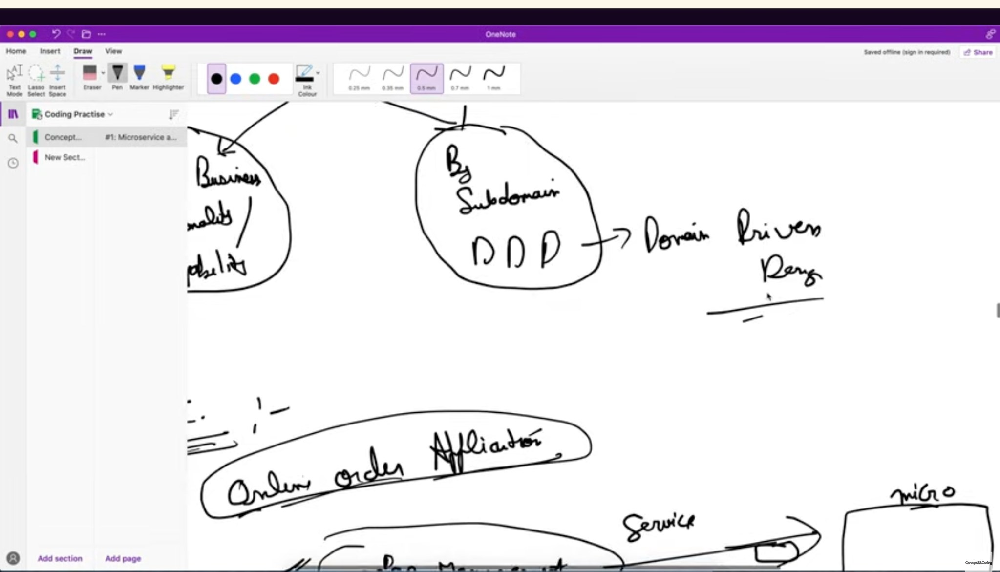 OneNote
Home Insert Draw View
Saved offline (sign in required) Share
Text Mode
Lasso Select
Insert Space
Eraser
Pen
Marker
Highlighter
Ink Colour
0.25 mm
0.35 mm
0.5 mm
0.7 mm
1 mm
Coding Practise
Concept... #1: Microservice a...
New Sect...
Business
By
Subdomain
DDD → Domain Driven
Online order Application
micro
Service
Add section Add page
Concept&&Coding